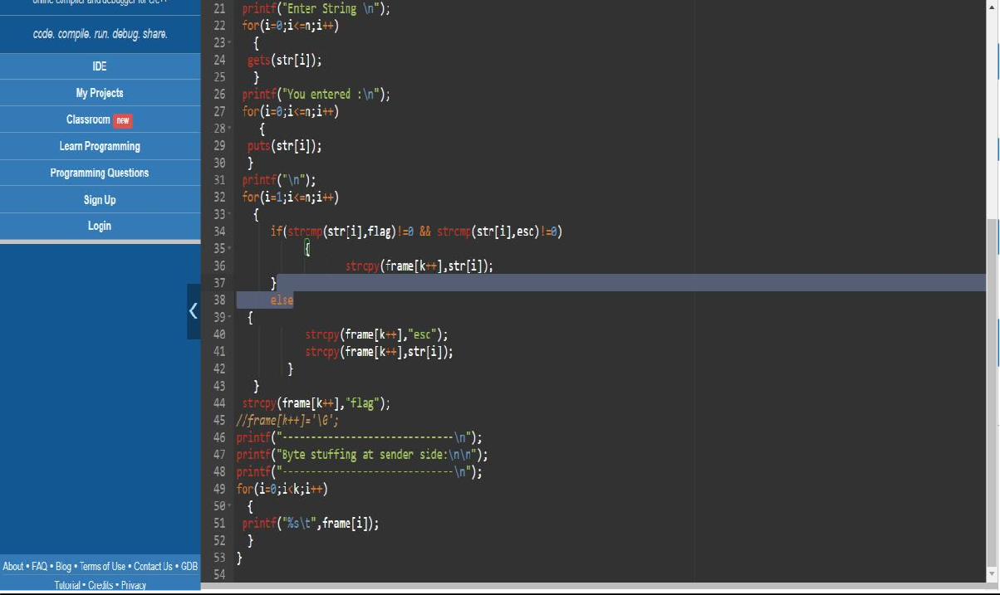 online compiler and debugger for c/c++
code. compile. run. debug. share.
IDE
My Projects
Classroom new
Learn Programming
Programming Questions
Sign Up
Login
About • FAQ • Blog • Terms of Use • Contact Us • GDB
Tutorial • Credits • Privacy
21 printf("Enter String \n");
22 for(i=0;i<=n;i++)
23 {
24 gets(str[i]);
25 }
26 printf("You entered :\n");
27 for(i=0;i<=n;i++)
28 {
29 puts(str[i]);
30 }
31 printf("\n");
32 for(i=1;i<=n;i++)
33 {
34 if(strcmp(str[i],flag)!=0 && strcmp(str[i],esc)!=0)
35 {
36 strcpy(frame[k++],str[i]);
37 }
38 else
39 {
40 strcpy(frame[k++],"esc");
41 strcpy(frame[k++],str[i]);
42 }
43 }
44 strcpy(frame[k++],"flag");
45 //frame[k++]='\0';
46 printf("------------------------------\n");
47 printf("Byte stuffing at sender side:\n\n");
48 printf("------------------------------\n");
49 for(i=0;i<k;i++)
50 {
51 printf("%s\t",frame[i]);
52 }
53 }
54